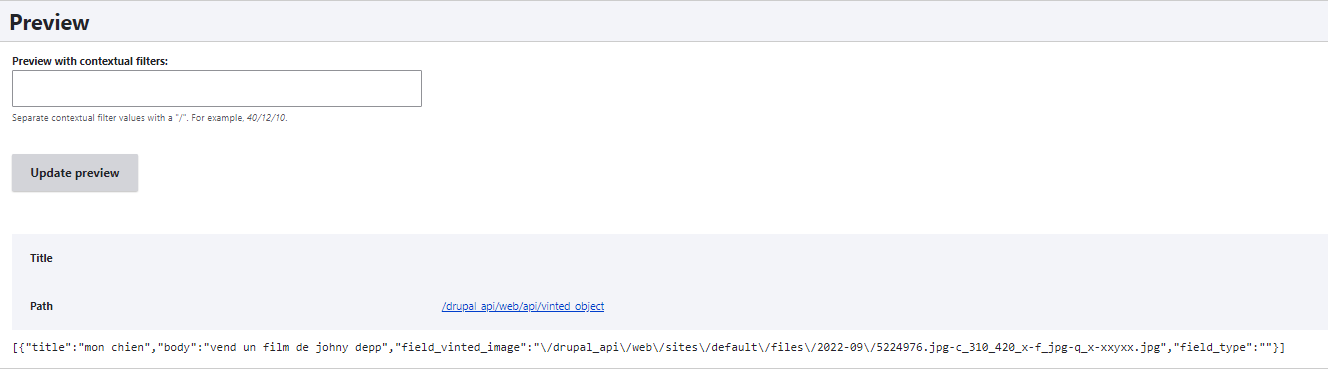 Preview
Preview with contextual filters:
Separate contextual filter values with a "/". For example, 40/12/10.
Update preview
Title
Path /drupal_api/web/api/vinted_object
[{"title":"mon chien","body":"vend un film de johny depp","field_vinted_image":"\/drupal_api\/web\/sites\/default\/files\/2022-09\/5224976.jpg-c_310_420_x-f_jpg-q_x-xxyxx.jpg","field_type":""}]